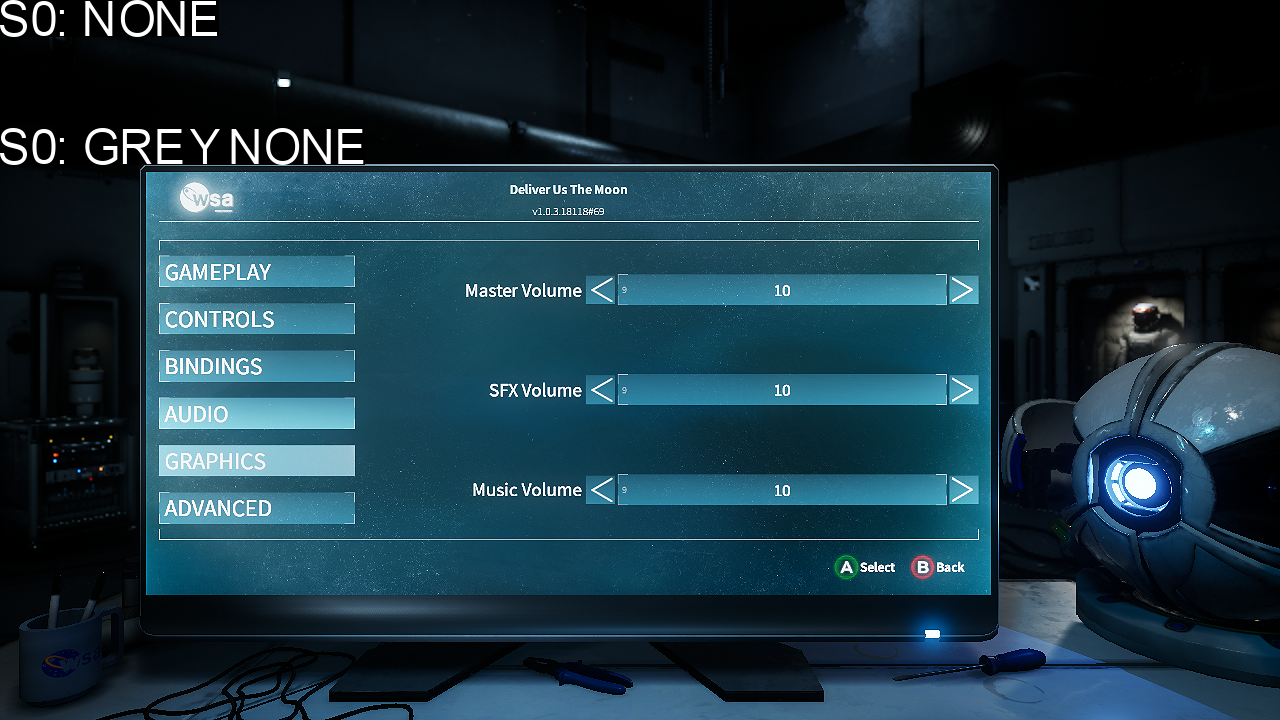 S0: NONE
S0: GREY NONE
wsa
Deliver Us The Moon
v1.0.3.18118#69
GAMEPLAY
CONTROLS
BINDINGS
AUDIO
GRAPHICS
ADVANCED
Master Volume 9 10
SFX Volume 9 10
Music Volume 9 10
A Select B Back
wsa